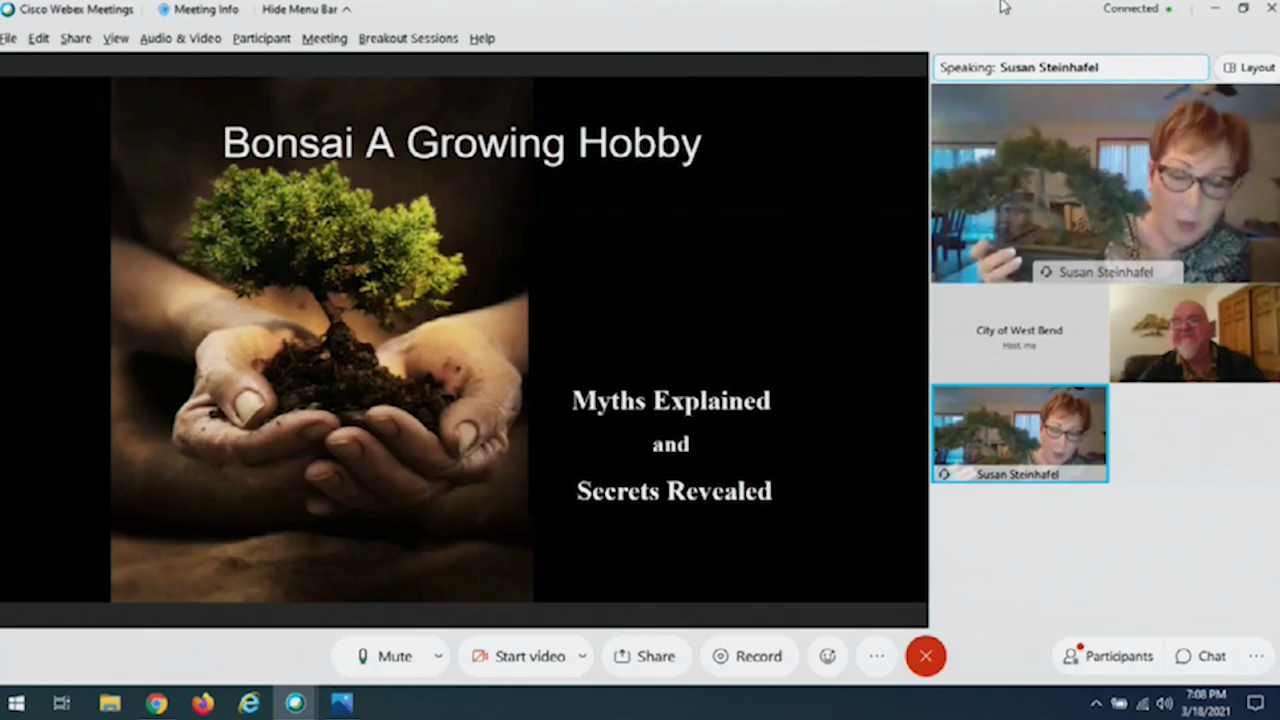 Cisco Webex Meetings Meeting Info Hide Menu Bar Connected
File Edit Share View Audio & Video Participant Meeting Breakout Sessions Help
Speaking: Susan Steinhafel Layout
Bonsai A Growing Hobby
Myths Explained
and
Secrets Revealed
Susan Steinhafel
City of West Bend
Host, me
Susan Steinhafel
Mute Start video Share Record Participants Chat
7:08 PM
3/18/2021